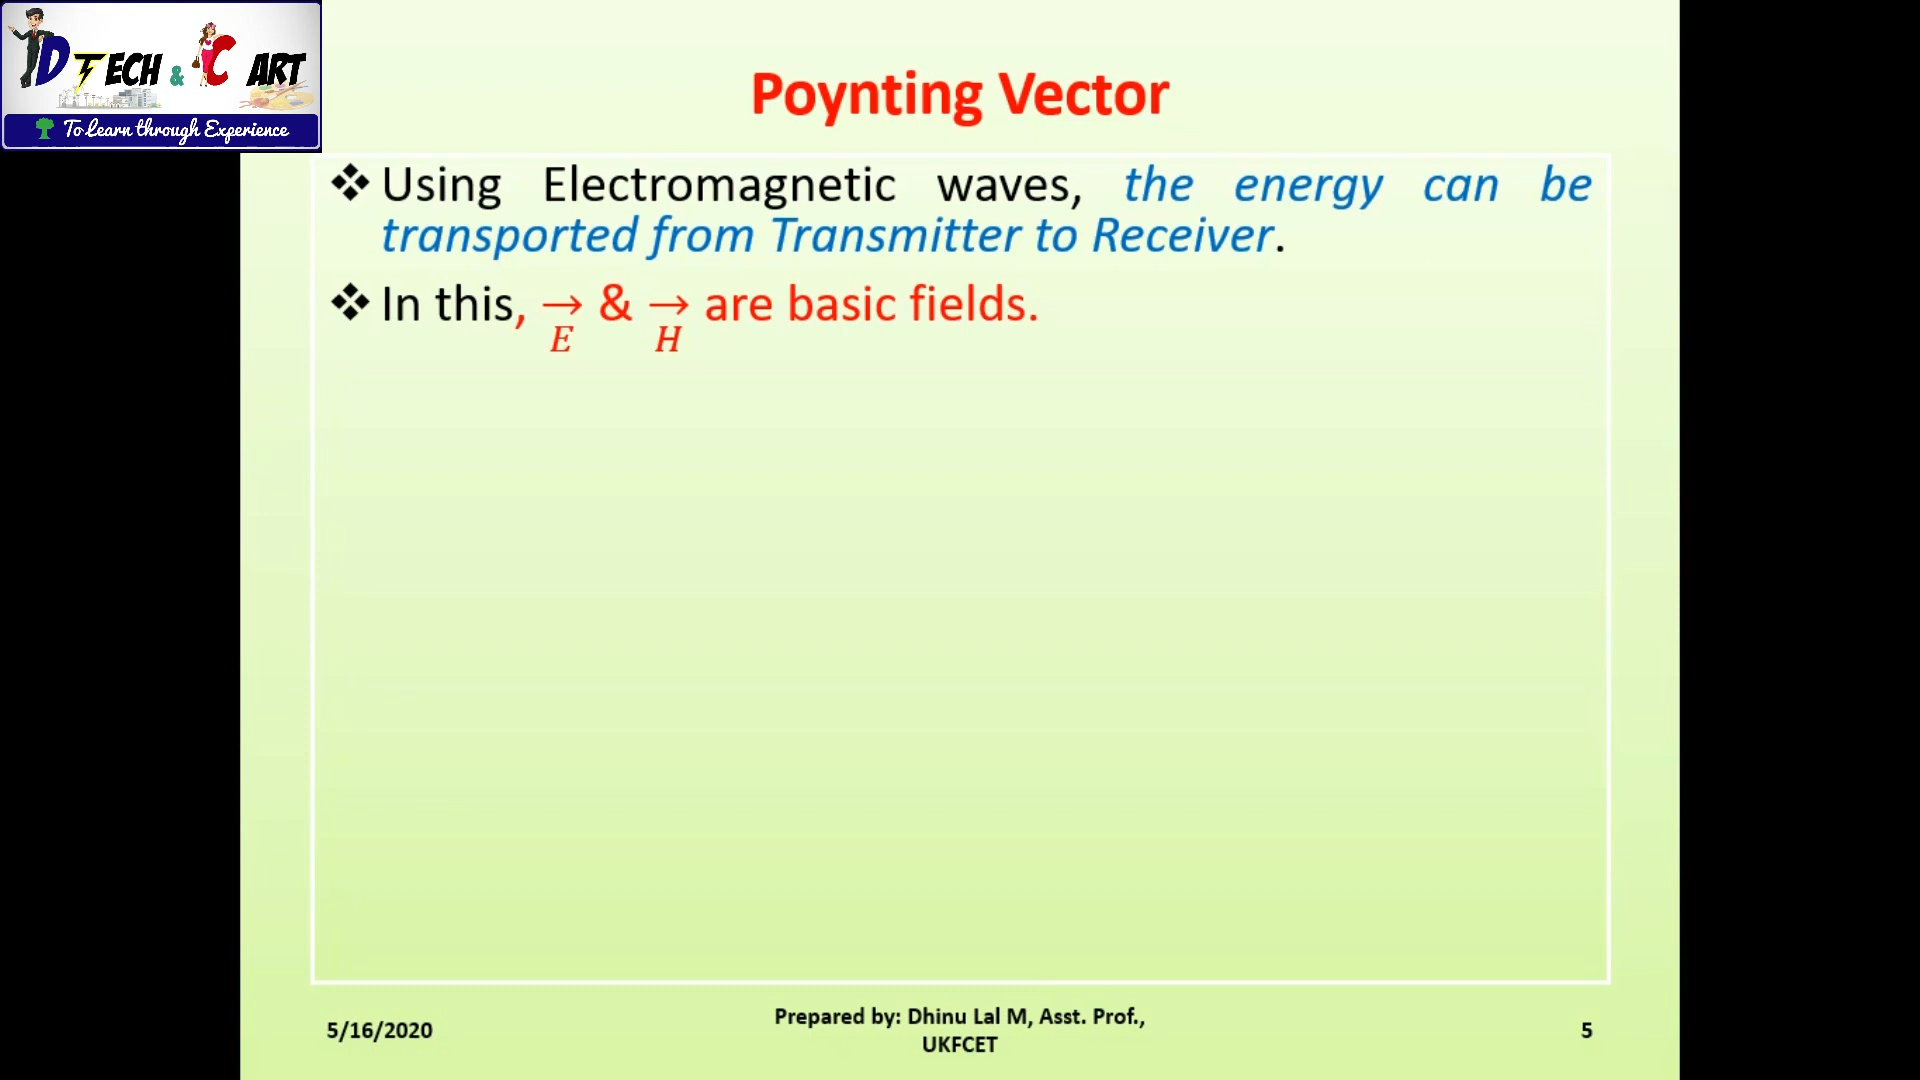 D TECH & C ART
To Learn through Experience
Poynting Vector
❖ Using Electromagnetic waves, the energy can be
transported from Transmitter to Receiver.
❖ In this, → & → are basic fields.
E H
5/16/2020
Prepared by: Dhinu Lal M, Asst. Prof.,
UKFCET
5